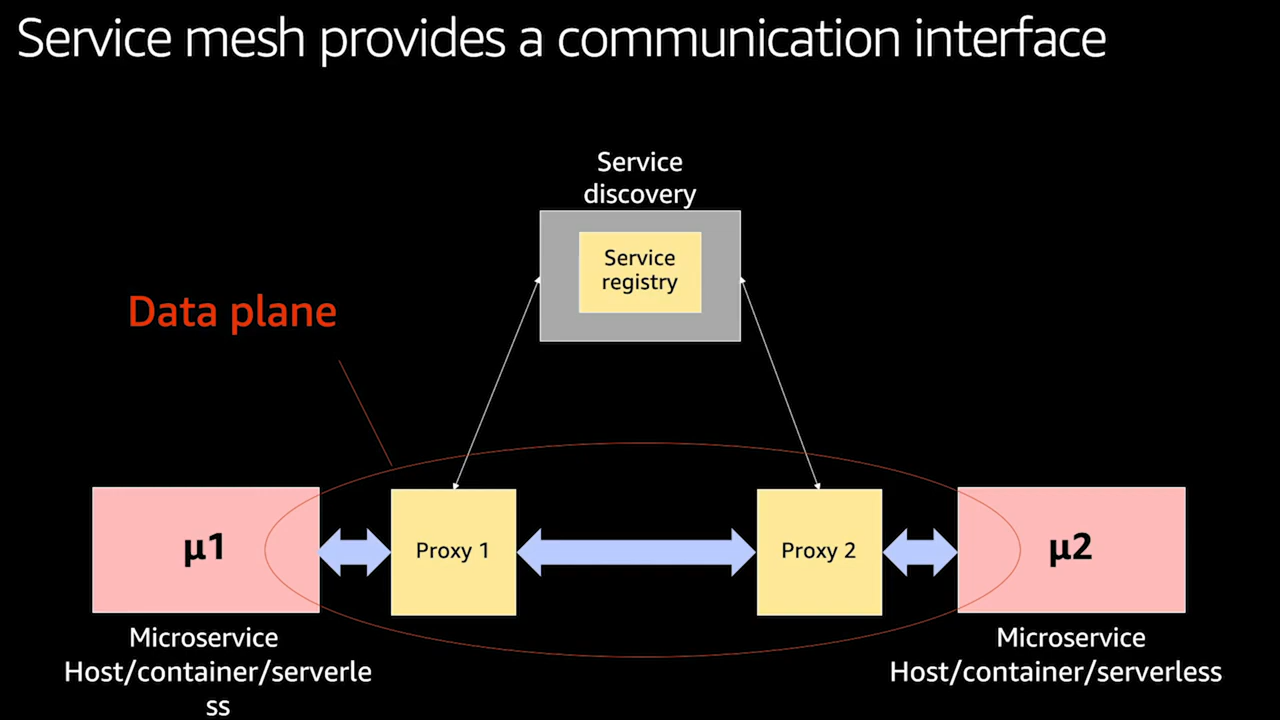 Service mesh provides a communication interface
Service
discovery
Service
registry
Data plane
μ1
Proxy 1
Proxy 2
μ2
Microservice
Host/container/serverle
ss
Microservice
Host/container/serverless